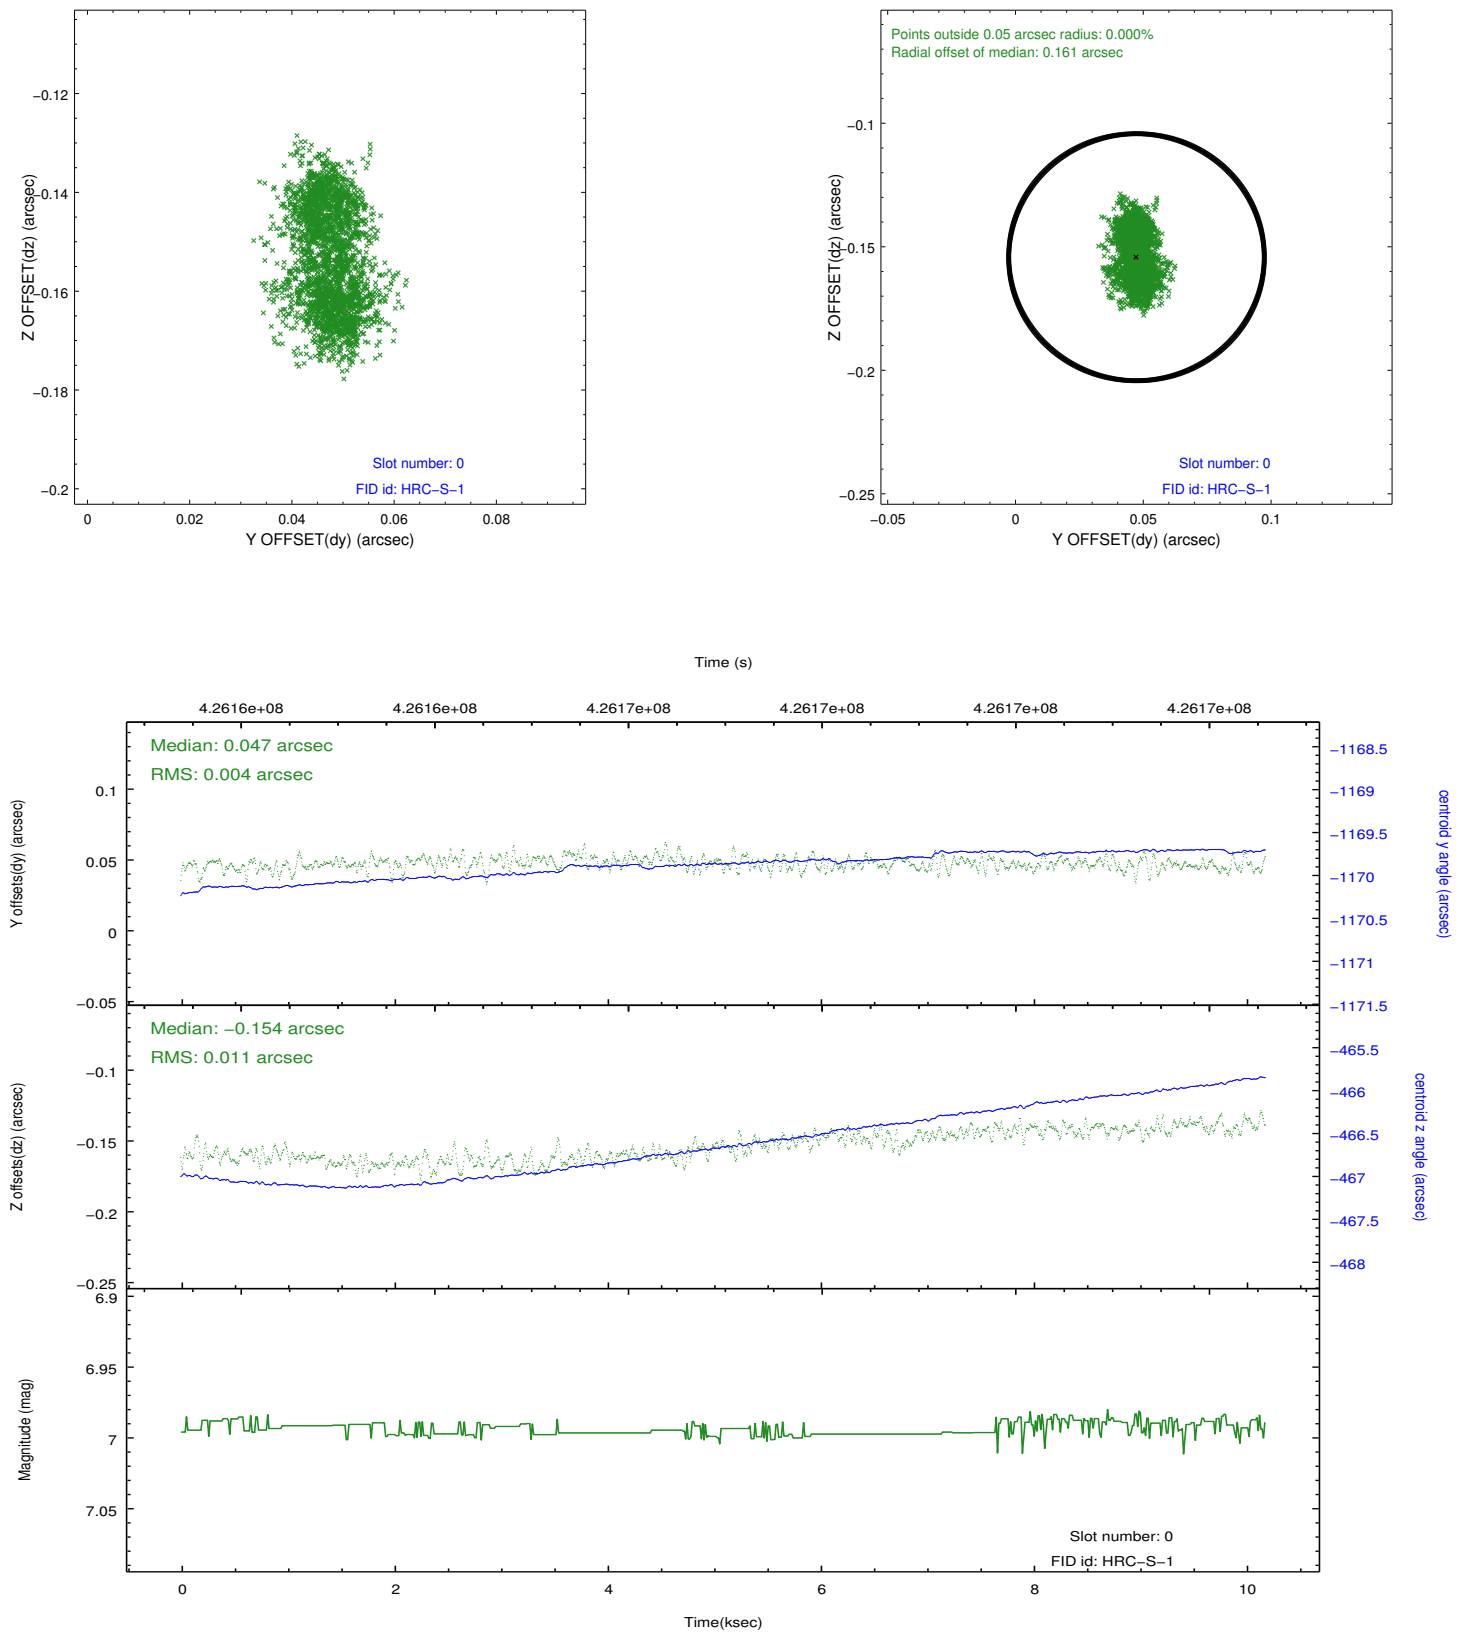 Z OFFSET(dz) (arcsec)
−0.12
−0.14
−0.16
−0.18
−0.2
Slot number: 0
FID id: HRC−S−1
0 0.02 0.04 0.06 0.08
Y OFFSET(dy) (arcsec)
Points outside 0.05 arcsec radius: 0.000%
Radial offset of median: 0.161 arcsec
Z OFFSET(dz) (arcsec)
−0.1
−0.15
−0.2
−0.25
Slot number: 0
FID id: HRC−S−1
−0.05 0 0.05 0.1
Y OFFSET(dy) (arcsec)
Time (s)
4.2616e+08 4.2616e+08 4.2617e+08 4.2617e+08 4.2617e+08 4.2617e+08
Median: 0.047 arcsec
RMS: 0.004 arcsec
Y offsets(dy) (arcsec)
0.1
0.05
0
−0.05
−1168.5
−1169
−1169.5
−1170
−1170.5
−1171
−1171.5
centroid y angle (arcsec)
Median: −0.154 arcsec
RMS: 0.011 arcsec
Z offsets(dz) (arcsec)
−0.1
−0.15
−0.2
−0.25
−465.5
−466
−466.5
−467
−467.5
−468
centroid z angle (arcsec)
Magnitude (mag)
6.9
6.95
7
7.05
Slot number: 0
FID id: HRC−S−1
0 2 4 6 8 10
Time(ksec)